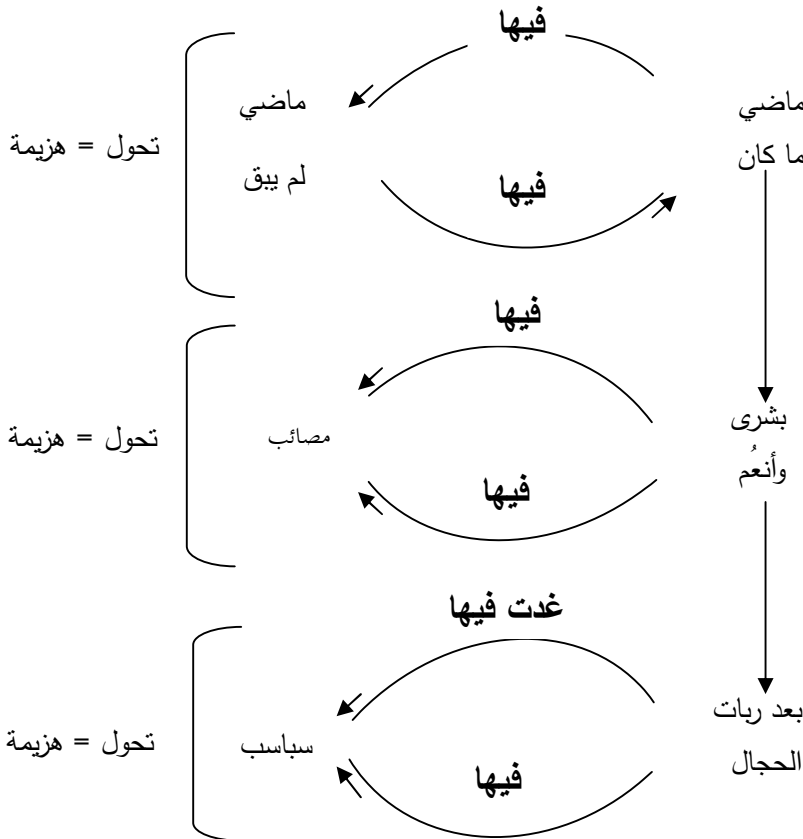 فيها
ماضي
ماضي
ما كان
تحول = هزيمة
لم يبق
فيها
فيها
بشرى
وأنعُم
مصائب
تحول = هزيمة
فيها
غدت فيها
بعد ربات
الحجال
سباسب
تحول = هزيمة
فيها